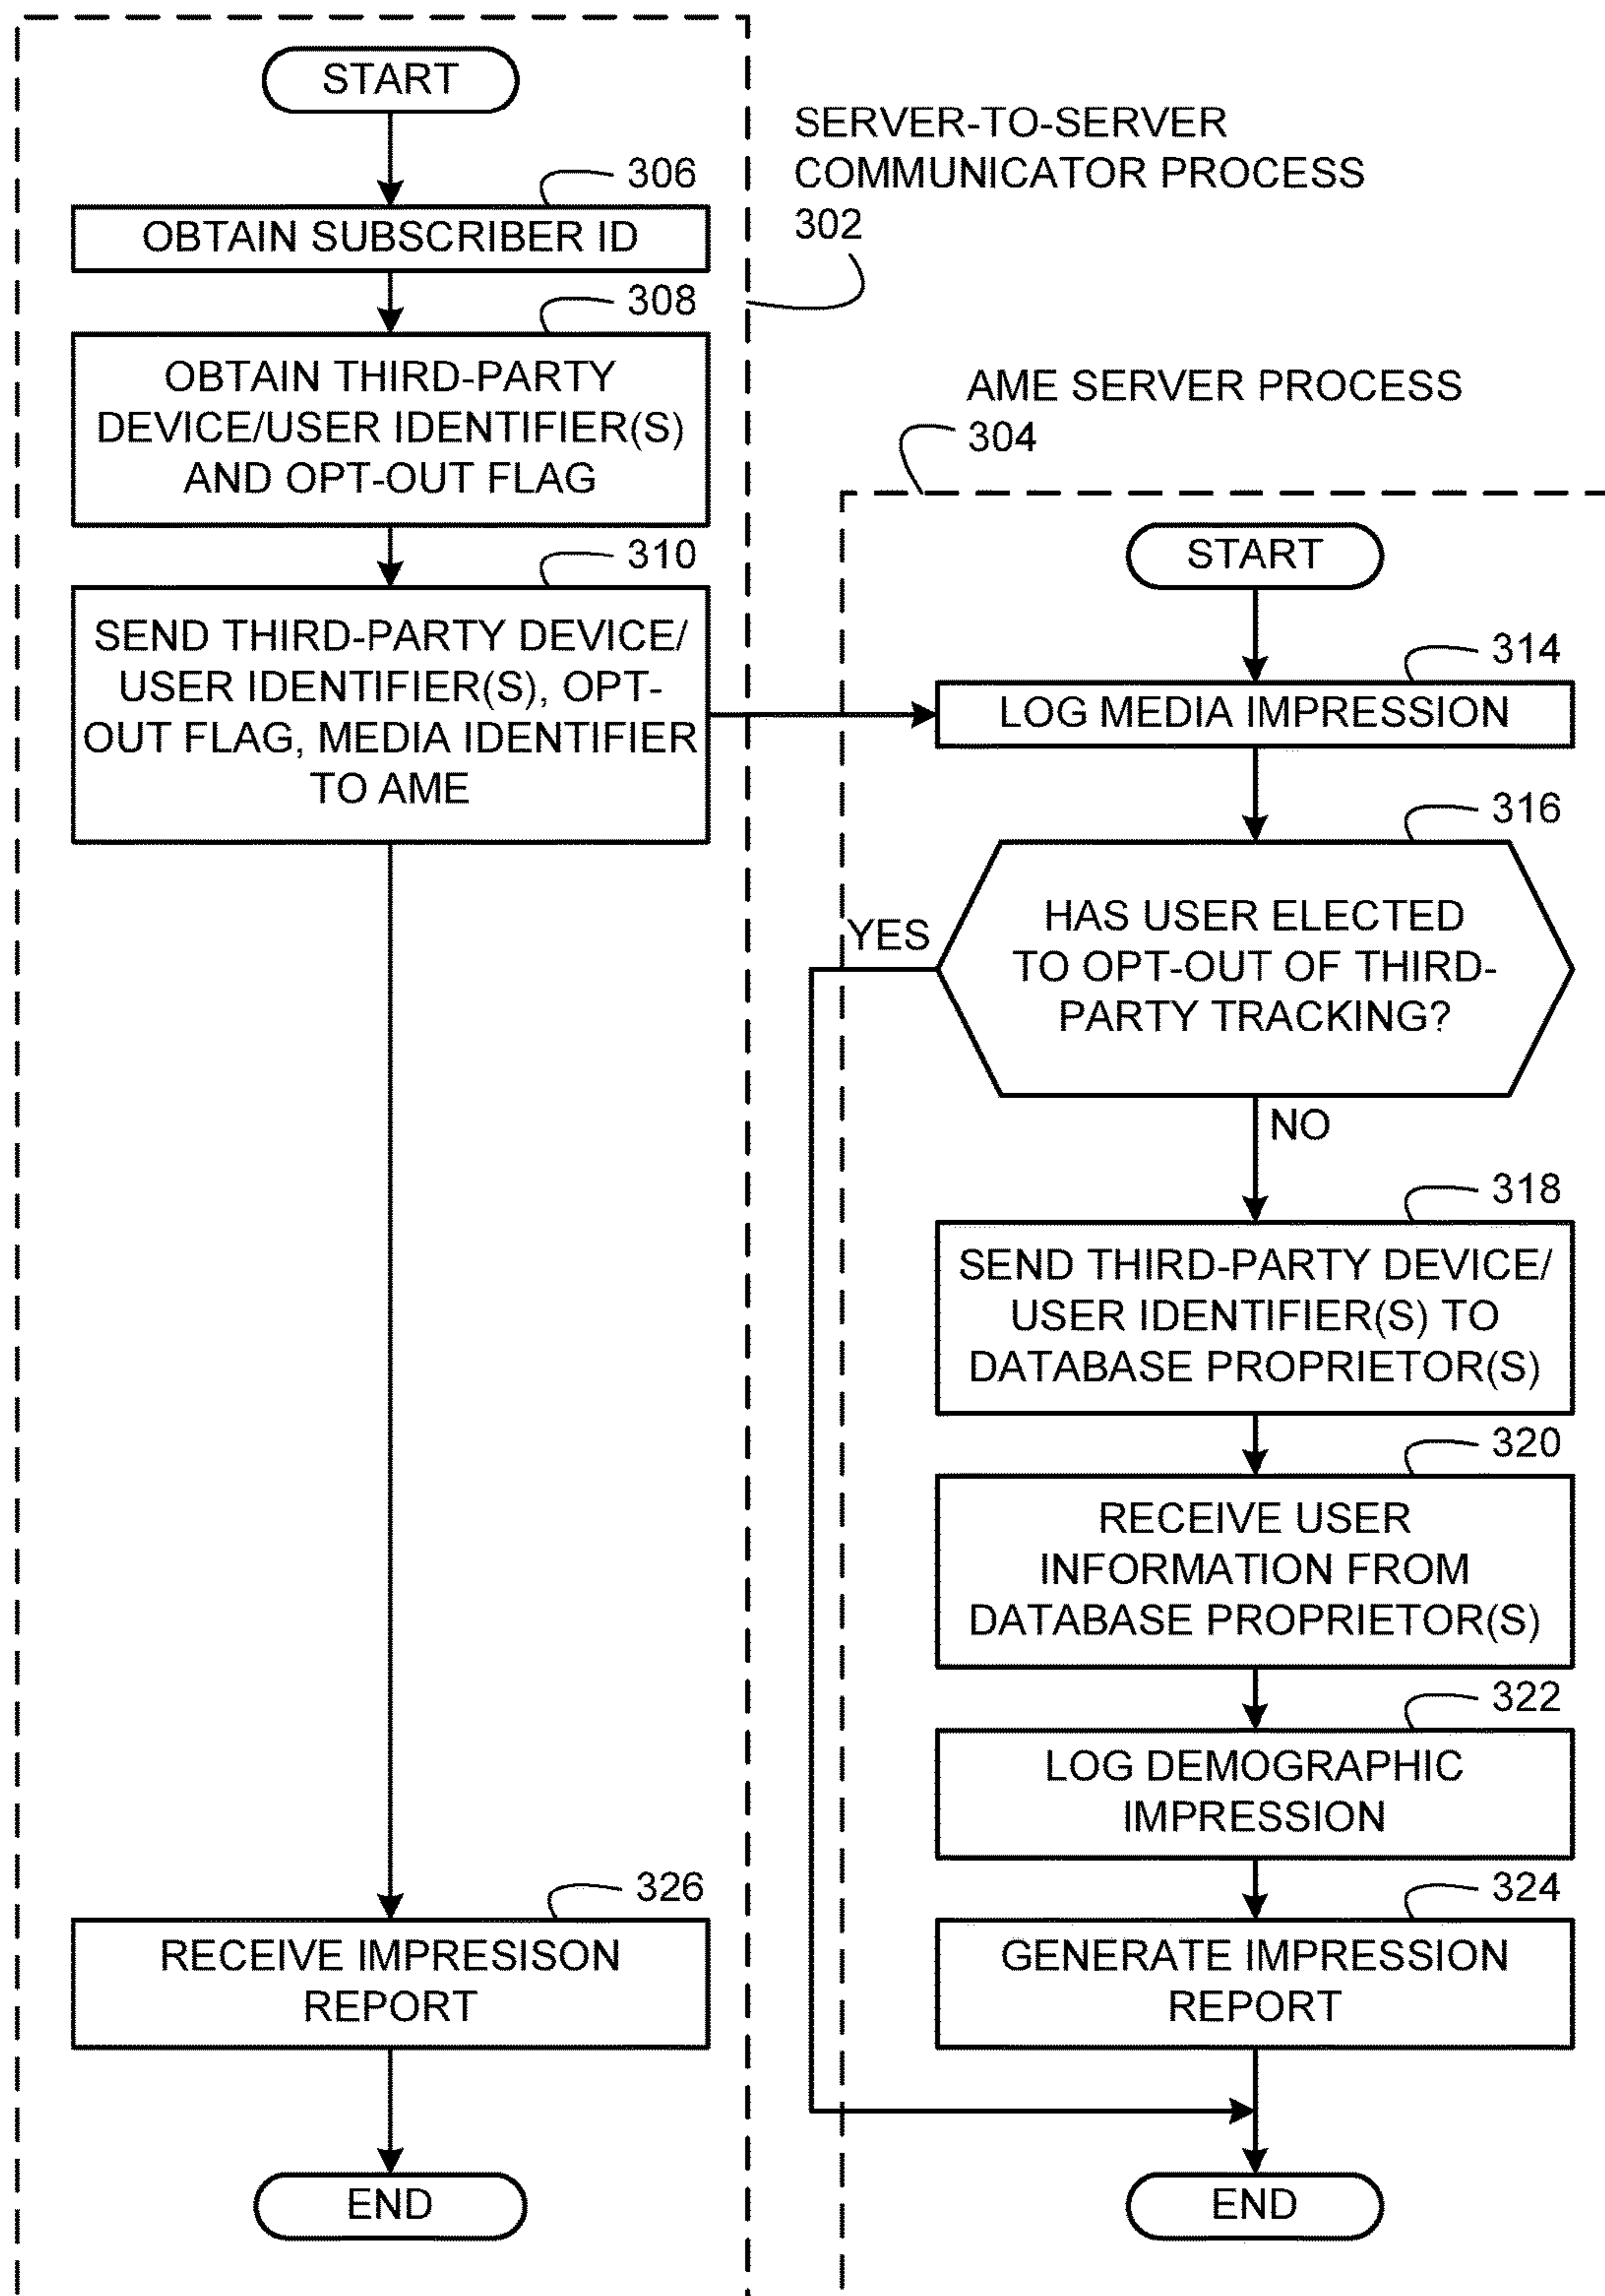 START
306
OBTAIN SUBSCRIBER ID
308
OBTAIN THIRD-PARTY
DEVICE/USER IDENTIFIER(S)
AND OPT-OUT FLAG
310
SEND THIRD-PARTY DEVICE/
USER IDENTIFIER(S), OPT-
OUT FLAG, MEDIA IDENTIFIER
TO AME
326
RECEIVE IMPRESISON
REPORT
END
SERVER-TO-SERVER
COMMUNICATOR PROCESS
302
AME SERVER PROCESS
304
START
314
LOG MEDIA IMPRESSION
316
HAS USER ELECTED
TO OPT-OUT OF THIRD-
PARTY TRACKING?
YES
NO
318
SEND THIRD-PARTY DEVICE/
USER IDENTIFIER(S) TO
DATABASE PROPRIETOR(S)
320
RECEIVE USER
INFORMATION FROM
DATABASE PROPRIETOR(S)
322
LOG DEMOGRAPHIC
IMPRESSION
324
GENERATE IMPRESSION
REPORT
END